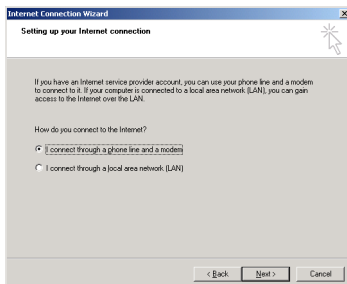 Internet Connection Wizard
Setting up your Internet connection
If you have an Internet service provider account, you can use your phone line and a modem
to connect to it. If your computer is connected to a local area network (LAN), you can gain
access to the Internet over the LAN.
How do you connect to the Internet?
I connect through a phone line and a modem
I connect through a local area network (LAN)
< Back Next > Cancel